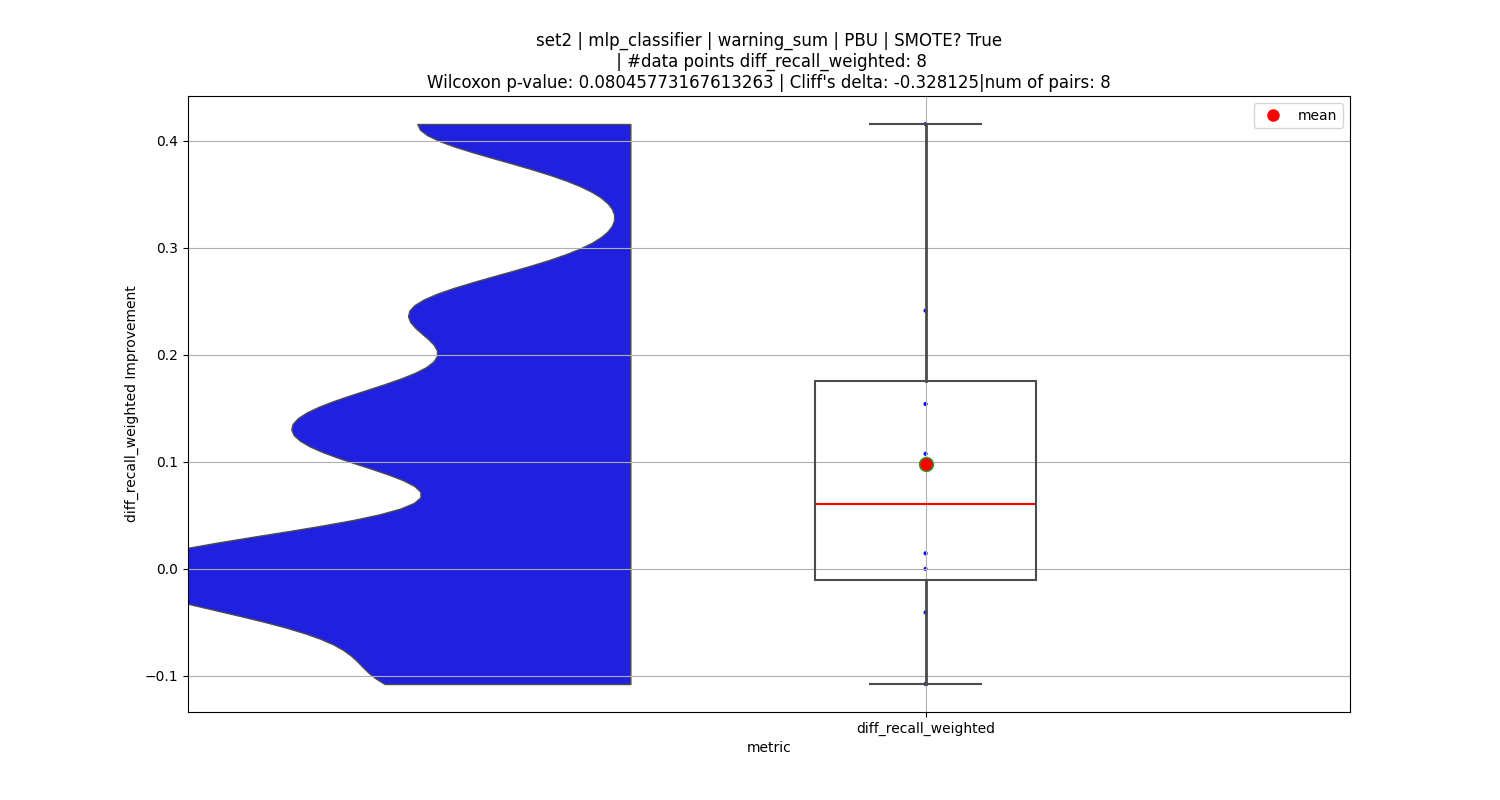 set2 | mlp_classifier | warning_sum | PBU | SMOTE? True
| #data points diff_recall_weighted: 8
Wilcoxon p-value: 0.08045773167613263 | Cliff's delta: -0.328125|num of pairs: 8
mean
0.4
0.3
0.2
0.1
0.0
−0.1
diff_recall_weighted Improvement
diff_recall_weighted
metric